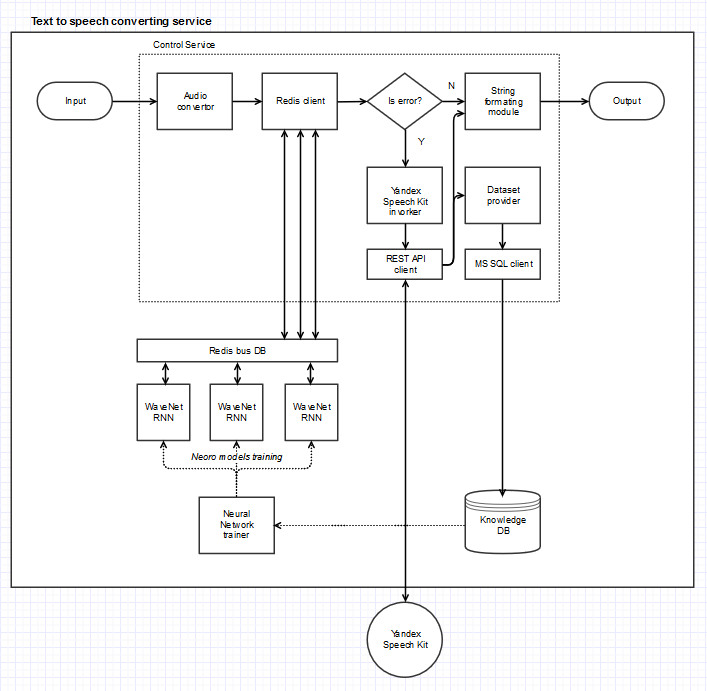 Text to speech converting service
Control Service
Input
Audio
convertor
Redis client
Is error?
N
String
formating
module
Output
Y
Yandex
Speech Kit
invorker
Dataset
provider
REST API
client
MS SQL client
Redis bus DB
WaveNet
RNN
WaveNet
RNN
WaveNet
RNN
Neoro models training
Neural
Network
trainer
Knowledge
DB
Yandex
Speech Kit